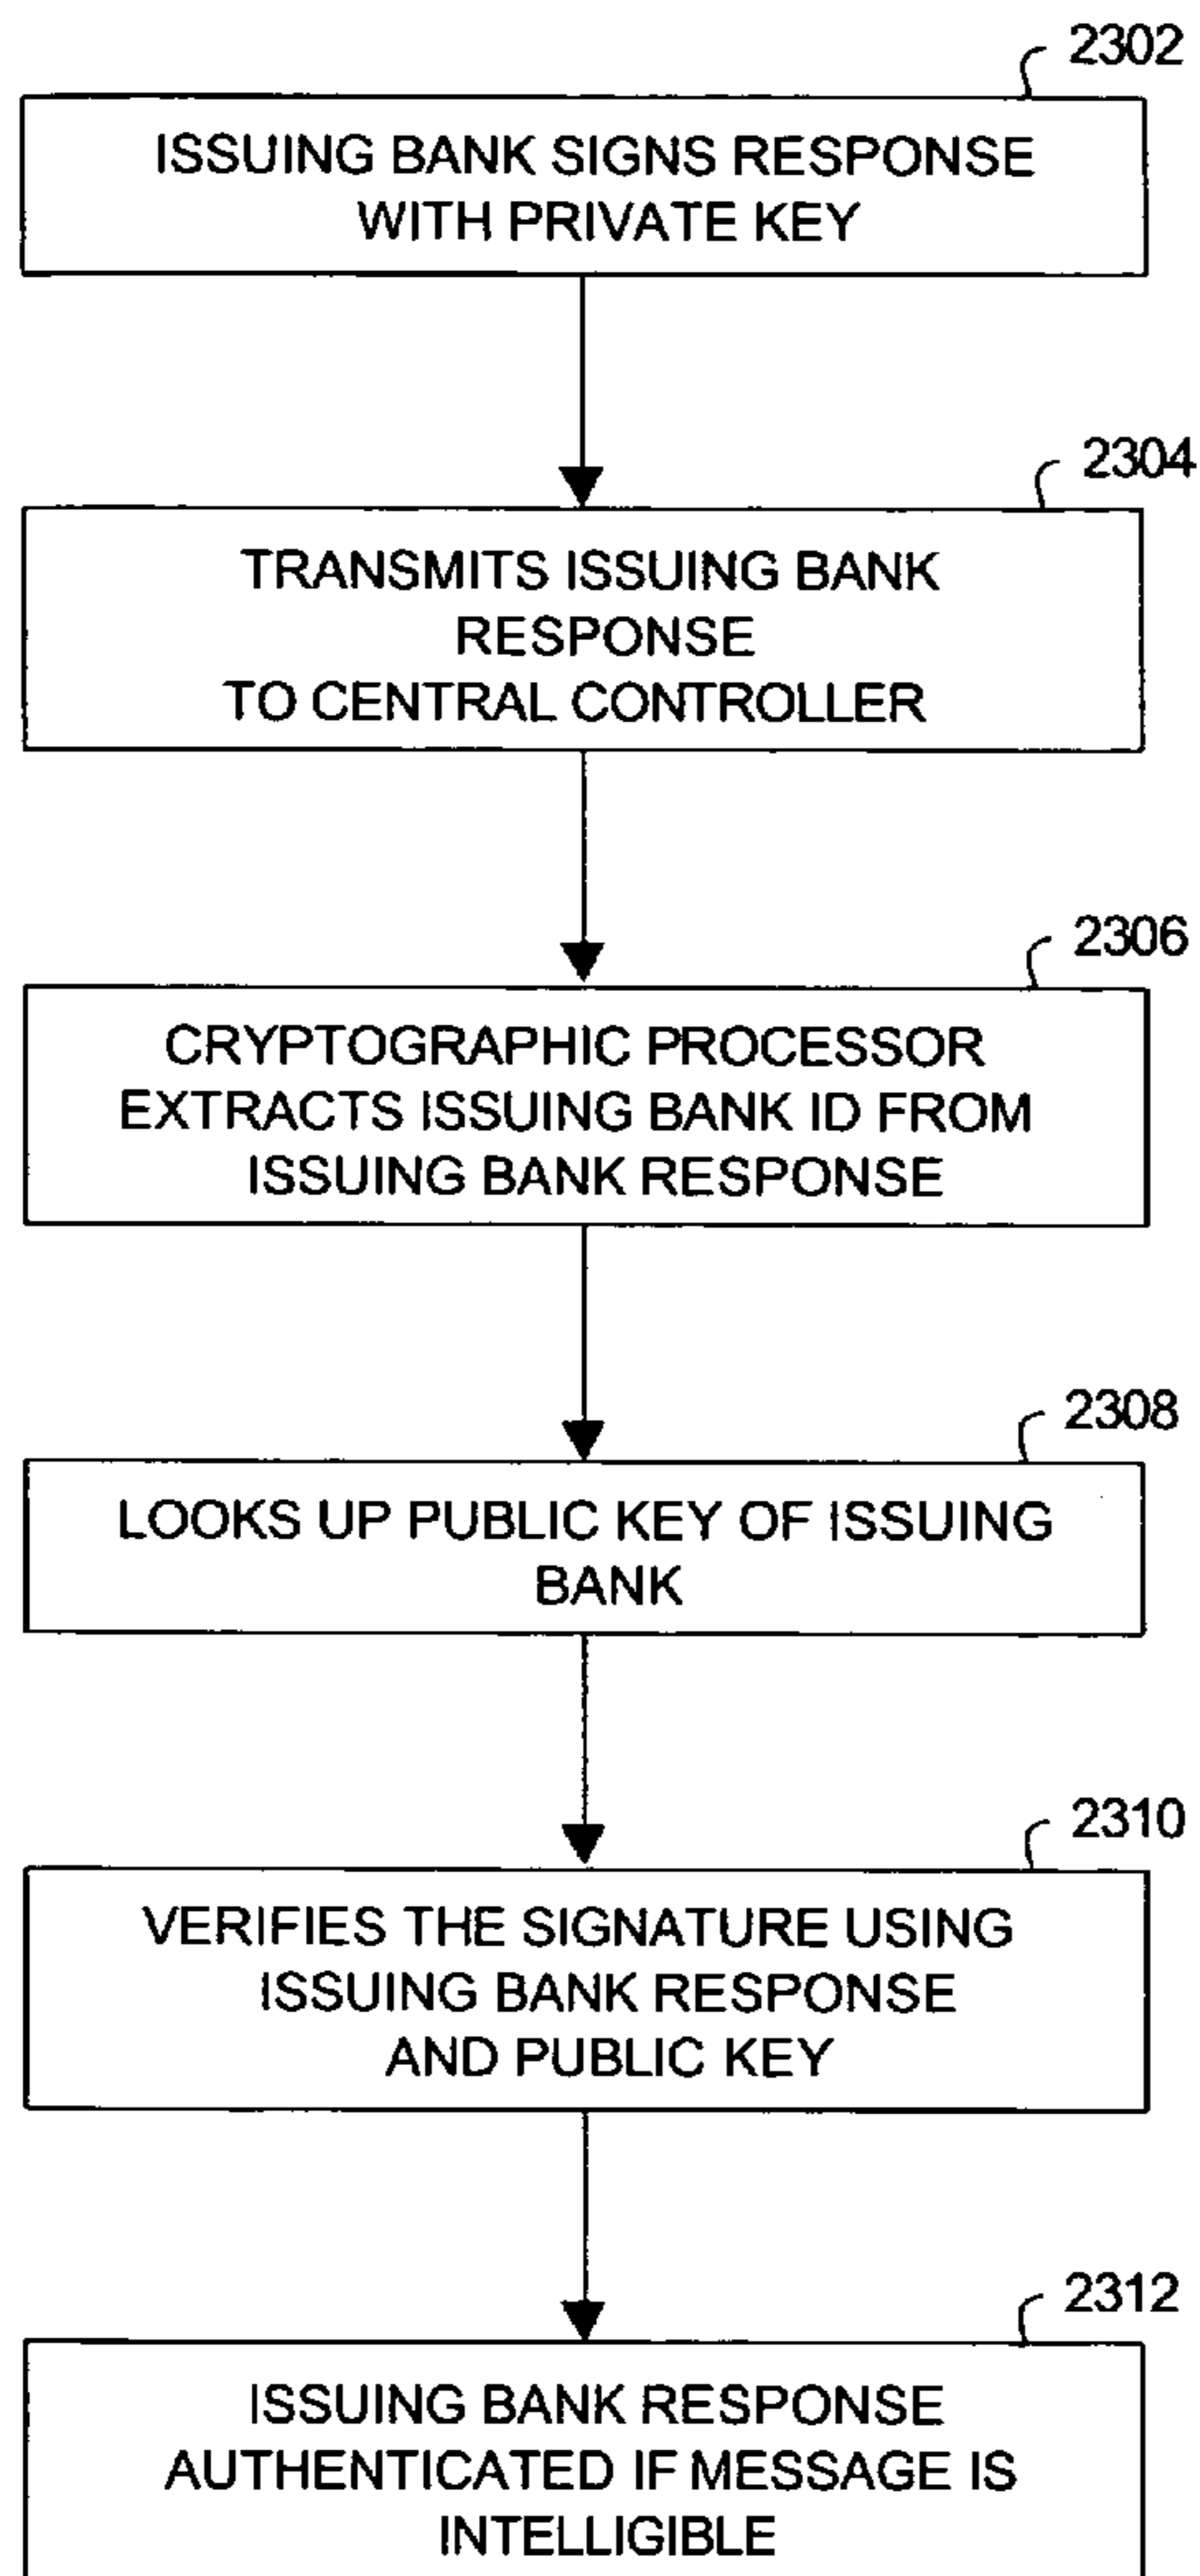 2302
ISSUING BANK SIGNS RESPONSE
WITH PRIVATE KEY
2304
TRANSMITS ISSUING BANK
RESPONSE
TO CENTRAL CONTROLLER
2306
CRYPTOGRAPHIC PROCESSOR
EXTRACTS ISSUING BANK ID FROM
ISSUING BANK RESPONSE
2308
LOOKS UP PUBLIC KEY OF ISSUING
BANK
2310
VERIFIES THE SIGNATURE USING
ISSUING BANK RESPONSE
AND PUBLIC KEY
2312
ISSUING BANK RESPONSE
AUTHENTICATED IF MESSAGE IS
INTELLIGIBLE